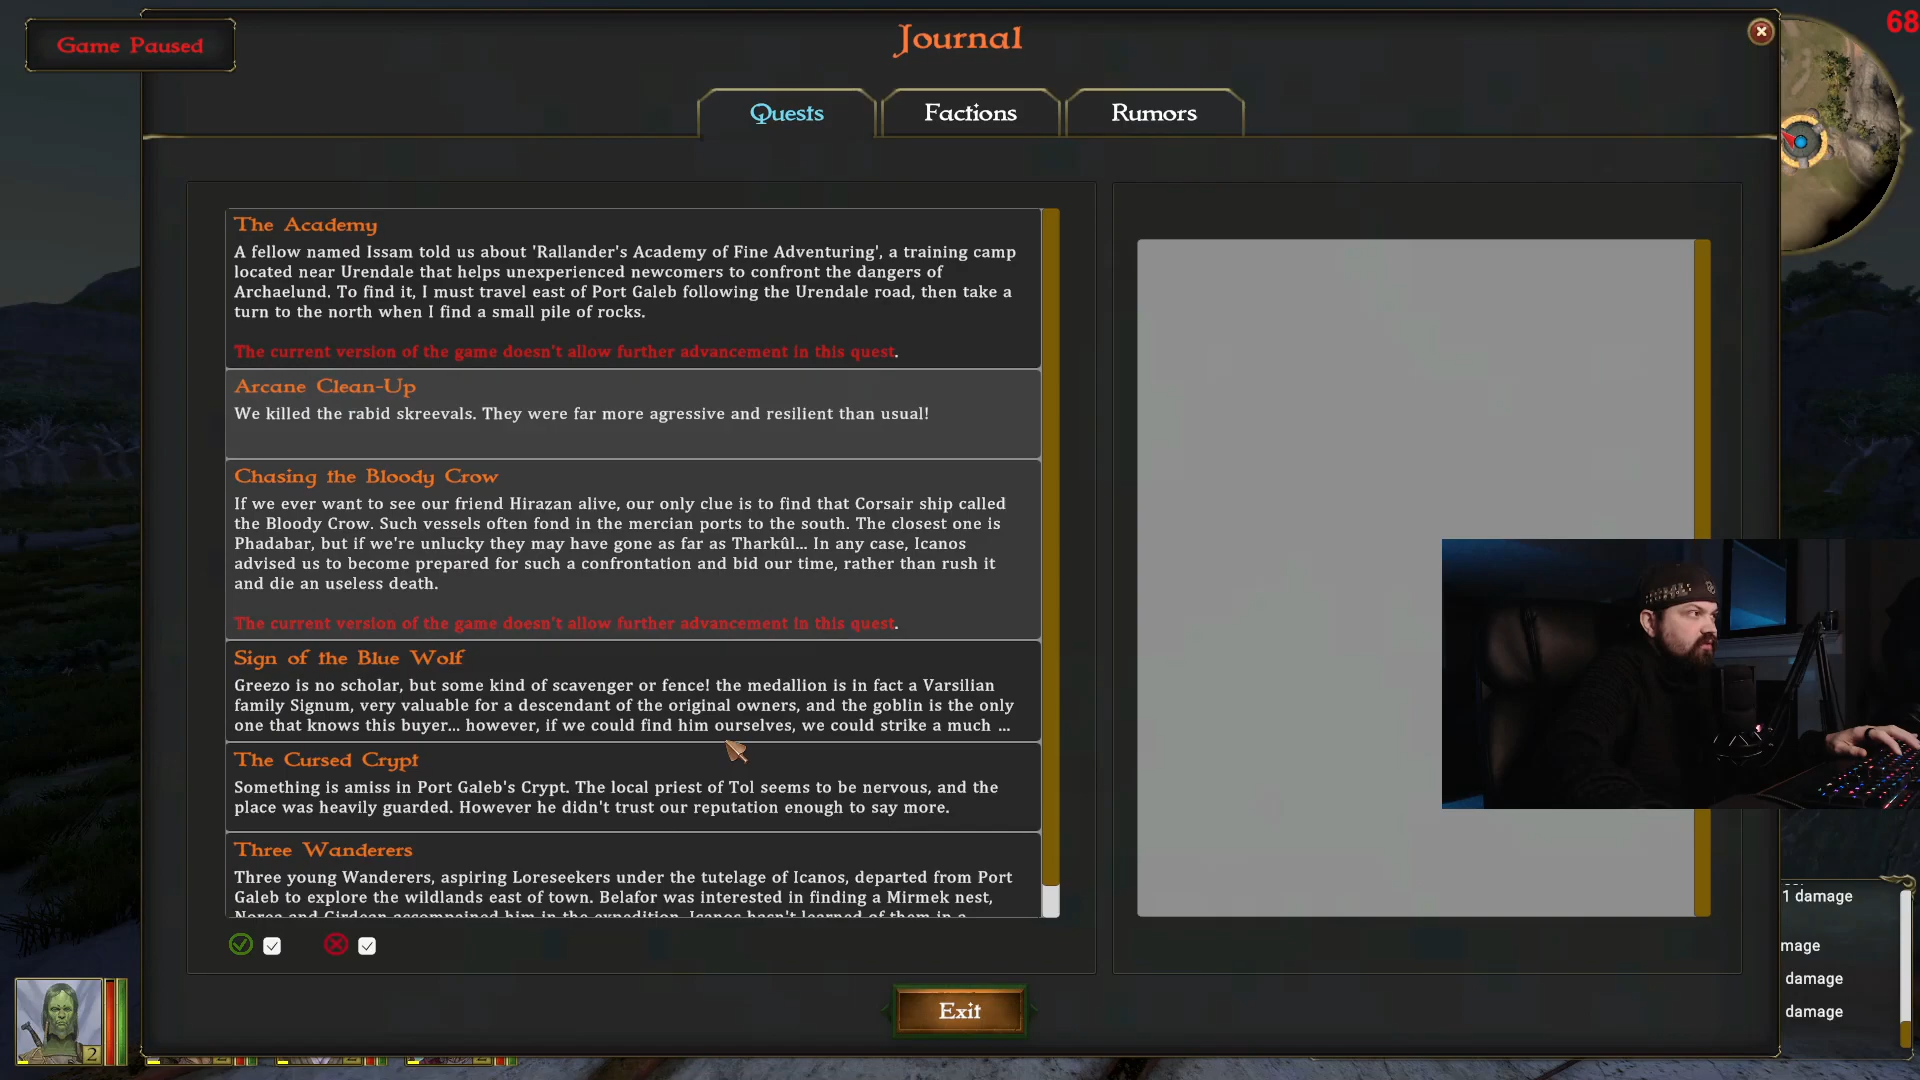 Game Paused
Journal
68
Quests
Factions
Rumors
The Academy
A fellow named Issam told us about 'Rallander's Academy of Fine Adventuring', a training camp
located near Urendale that helps unexperienced newcomers to confront the dangers of
Archaelund. To find it, I must travel east of Port Galeb following the Urendale road, then take a
turn to the north when I find a small pile of rocks.
The current version of the game doesn't allow further advancement in this quest.
Arcane Clean-Up
We killed the rabid skreevals. They were far more agressive and resilient than usual!
Chasing the Bloody Crow
If we ever want to see our friend Hirazan alive, our only clue is to find that Corsair ship called
the Bloody Crow. Such vessels often fond in the mercian ports to the south. The closest one is
Phadabar, but if we're unlucky they may have gone as far as Tharkûl... In any case, Icanos
advised us to become prepared for such a confrontation and bid our time, rather than rush it
and die an useless death.
The current version of the game doesn't allow further advancement in this quest.
Sign of the Blue Wolf
Greezo is no scholar, but some kind of scavenger or fence! the medallion is in fact a Varsilian
family Signum, very valuable for a descendant of the original owners, and the goblin is the only
one that knows this buyer... however, if we could find him ourselves, we could strike a much ...
The Cursed Crypt
Something is amiss in Port Galeb's Crypt. The local priest of Tol seems to be nervous, and the
place was heavily guarded. However he didn't trust our reputation enough to say more.
Three Wanderers
Three young Wanderers, aspiring Loreseekers under the tutelage of Icanos, departed from Port
Galeb to explore the wildlands east of town. Belafor was interested in finding a Mirmek nest,
Norea and Girdean accompained him in the expedition. Icanos hasn't learned of them in a
1 damage
mage
damage
damage
Exit
2